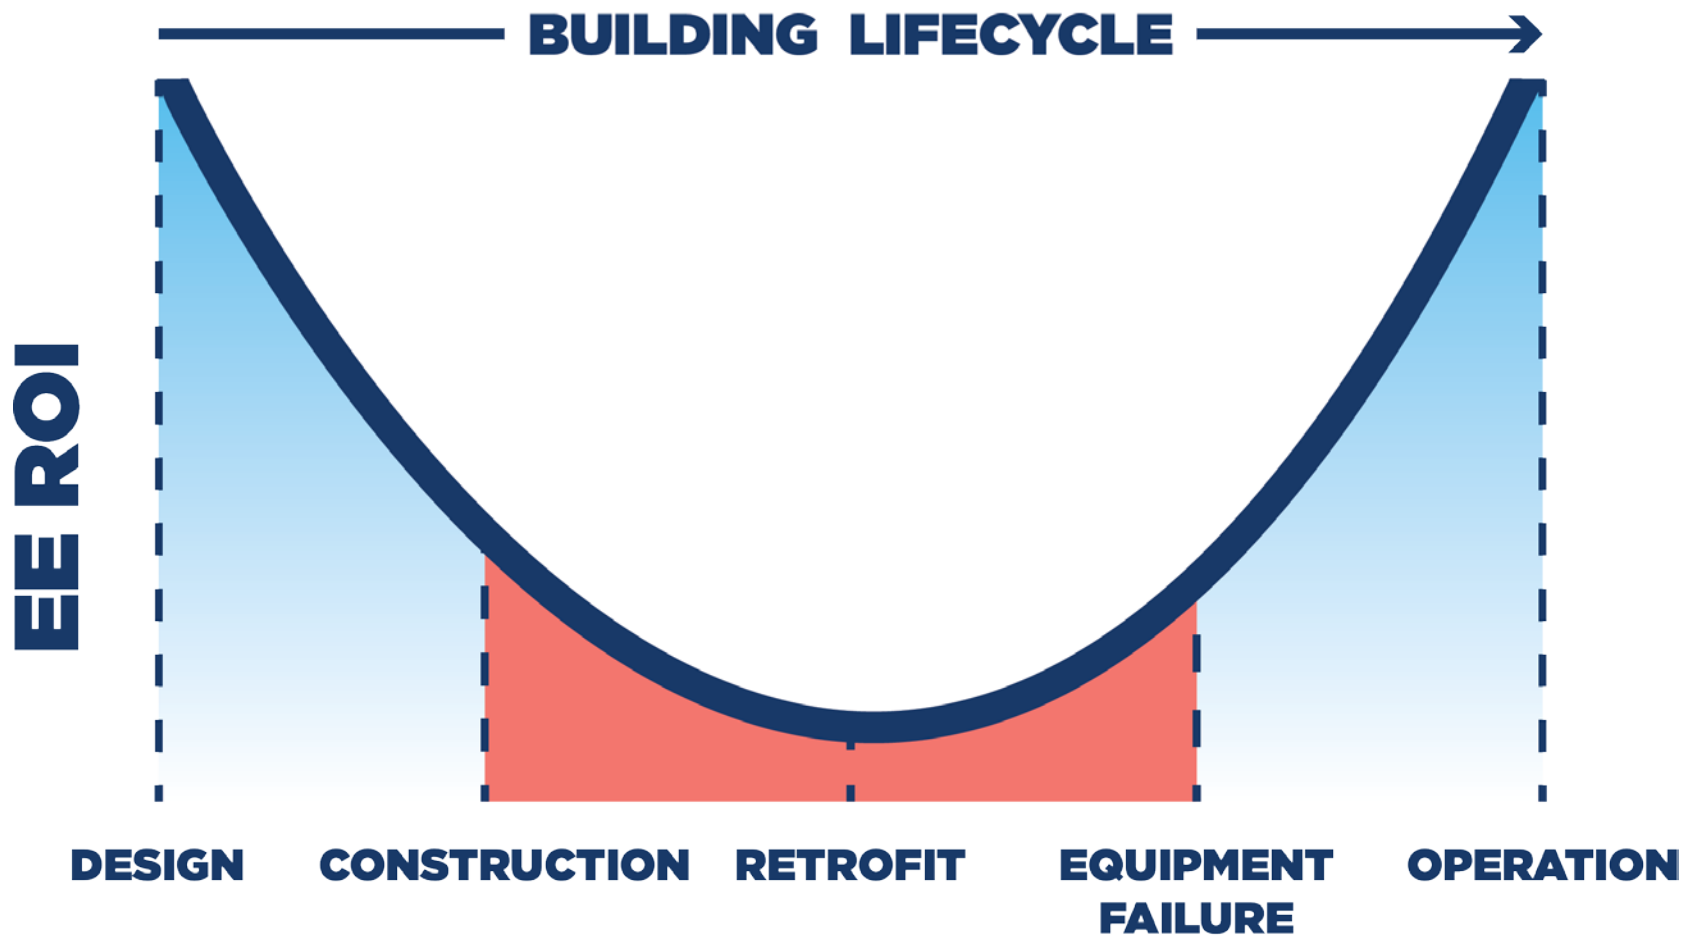 BUILDING LIFECYCLE
EE ROI
DESIGN
CONSTRUCTION
RETROFIT
EQUIPMENT
FAILURE
OPERATION